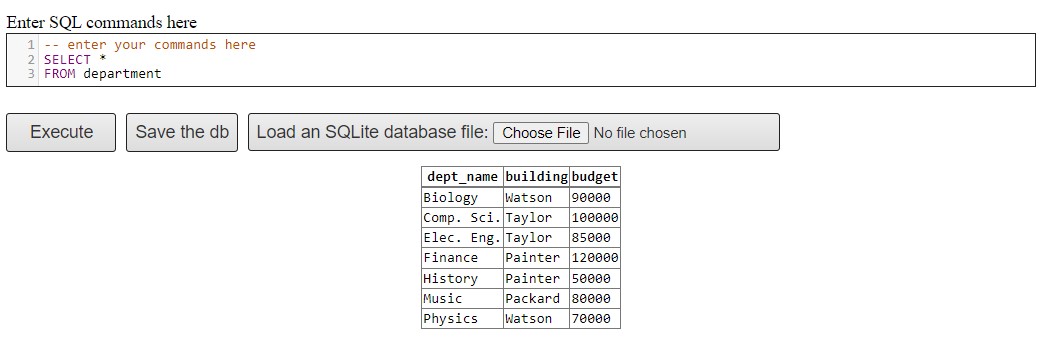 Enter SQL commands here
1 -- enter your commands here
2 SELECT *
3 FROM department
Execute Save the db Load an SQLite database file: Choose File No file chosen
dept_name building budget
Biology Watson 90000
Comp. Sci. Taylor 100000
Elec. Eng. Taylor 85000
Finance Painter 120000
History Painter 50000
Music Packard 80000
Physics Watson 70000